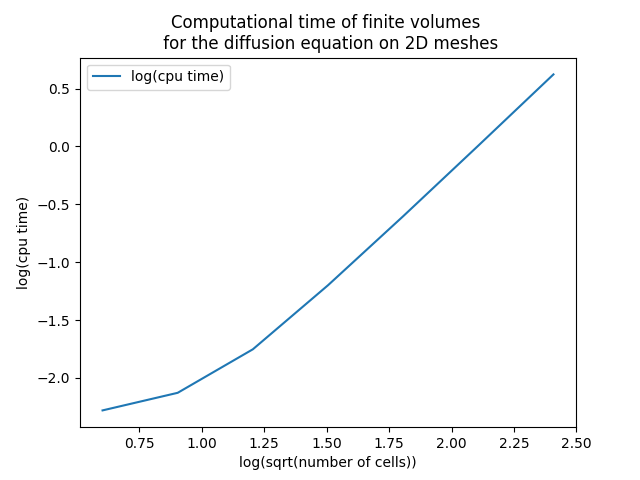 Computational time of finite volumes
for the diffusion equation on 2D meshes
log(cpu time)
0.5
0.0
−0.5
−1.0
−1.5
−2.0
log(cpu time)
0.75 1.00 1.25 1.50 1.75 2.00 2.25 2.50
log(sqrt(number of cells))